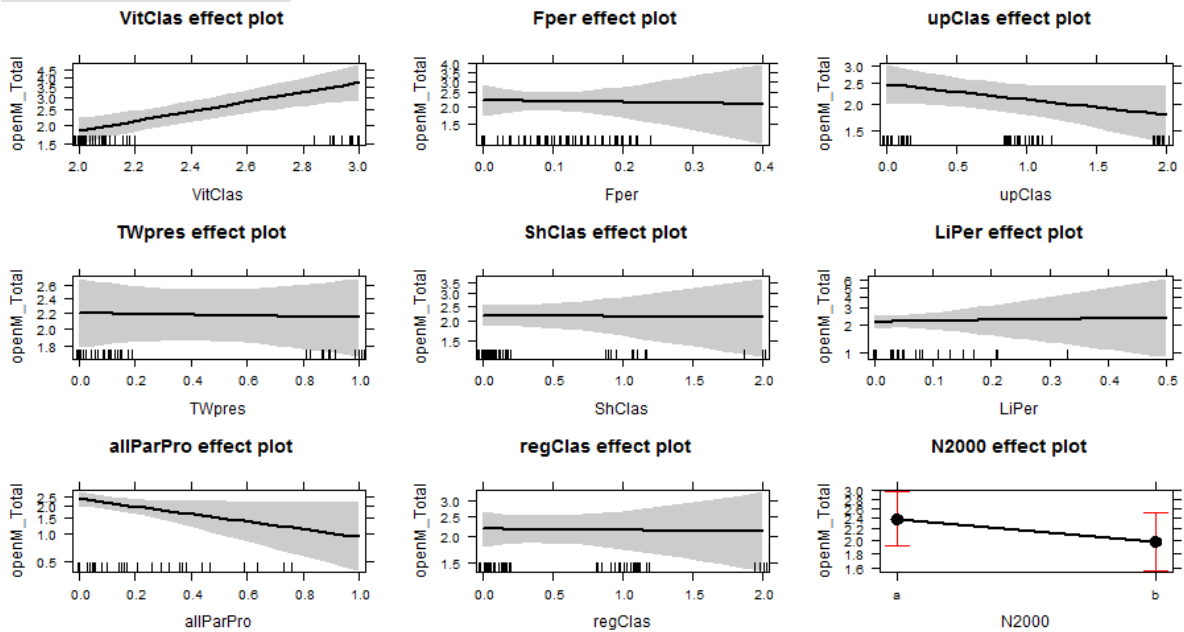 VitClas effect plot
openM_Total
4.5
4.0
3.5
3.0
2.5
2.0
1.5
2.0 2.2 2.4 2.6 2.8 3.0
VitClas
Fper effect plot
openM_Total
4.0
3.5
3.0
2.5
2.0
1.5
0.0 0.1 0.2 0.3 0.4
Fper
upClas effect plot
openM_Total
3.0
2.5
2.0
1.5
0.0 0.5 1.0 1.5 2.0
upClas
TWpres effect plot
openM_Total
2.6
2.4
2.2
2.0
1.8
0.0 0.2 0.4 0.6 0.8 1.0
TWpres
ShClas effect plot
openM_Total
3.5
3.0
2.5
2.0
1.5
0.0 0.5 1.0 1.5 2.0
ShClas
LiPer effect plot
openM_Total
6
5
4
3
2
1
0.0 0.1 0.2 0.3 0.4 0.5
LiPer
allParPro effect plot
openM_Total
2.5
2.0
1.5
1.0
0.5
0.0 0.2 0.4 0.6 0.8 1.0
allParPro
regClas effect plot
openM_Total
3.0
2.5
2.0
1.5
0.0 0.5 1.0 1.5 2.0
regClas
N2000 effect plot
openM_Total
3.0
2.8
2.6
2.4
2.2
2.0
1.8
1.6
a b
N2000